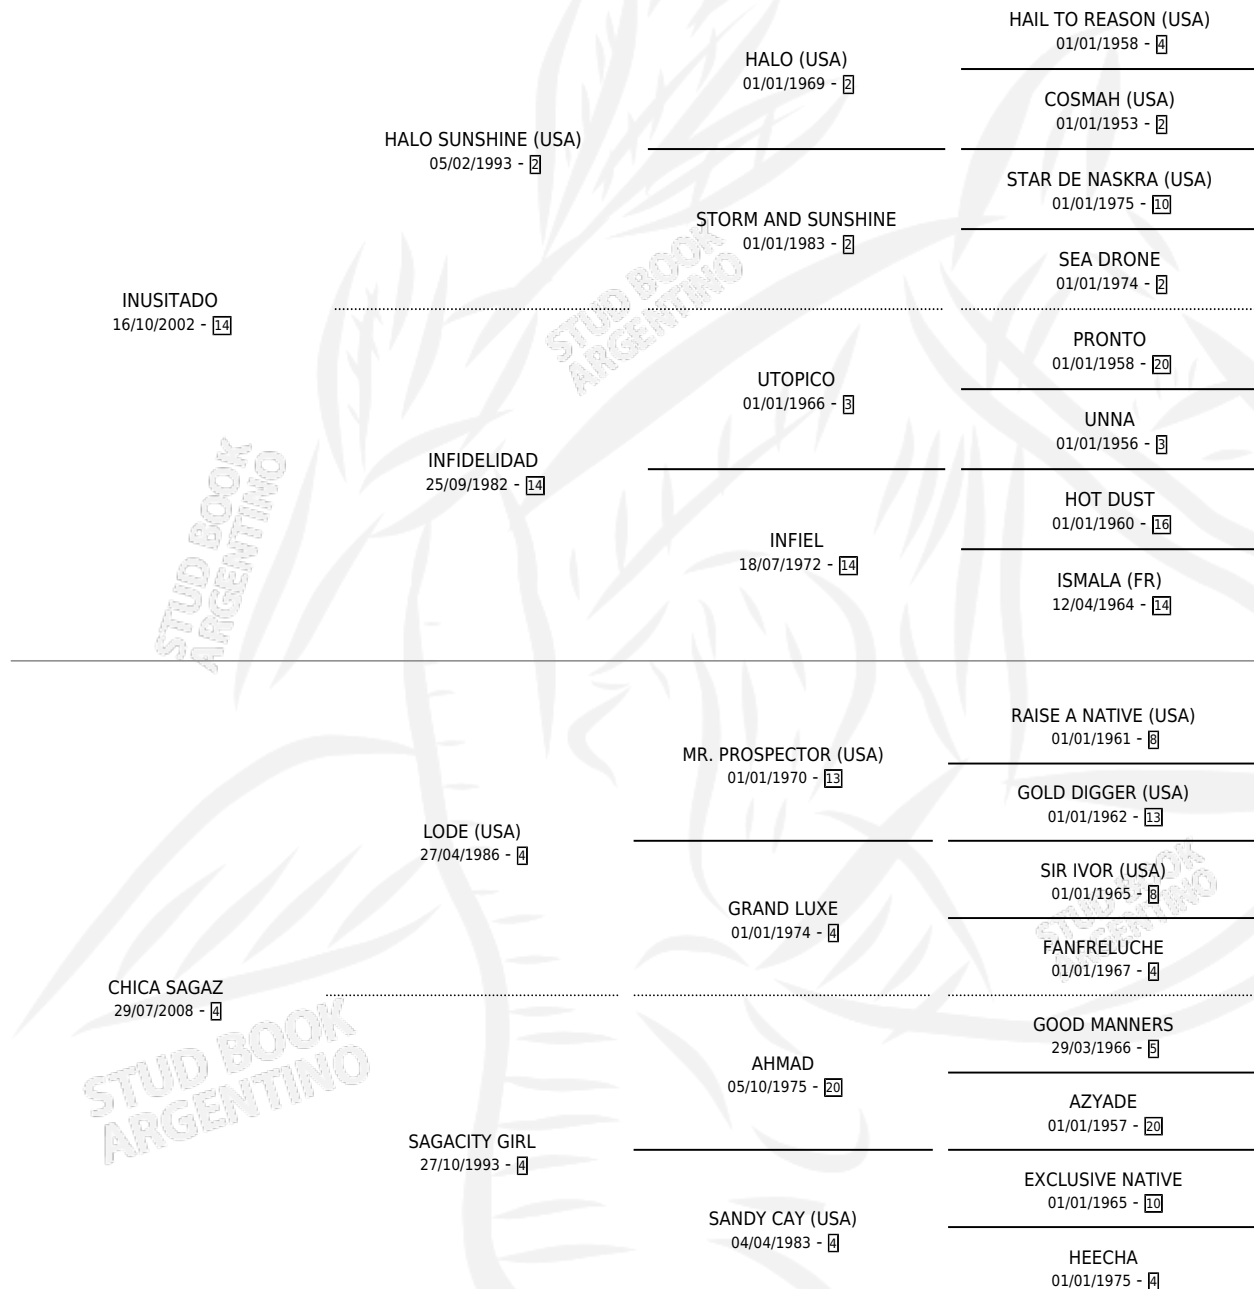 HAIL TO REASON (USA)
01/01/1958 - 4
HALO (USA)
01/01/1969 - 2
COSMAH (USA)
01/01/1953 - 2
HALO SUNSHINE (USA)
05/02/1993 - 2
STAR DE NASKRA (USA)
01/01/1975 - 10
STORM AND SUNSHINE
01/01/1983 - 2
SEA DRONE
01/01/1974 - 2
INUSITADO
16/10/2002 - 14
PRONTO
01/01/1958 - 20
UTOPICO
01/01/1966 - 3
UNNA
01/01/1956 - 3
INFIDELIDAD
25/09/1982 - 14
HOT DUST
01/01/1960 - 16
INFIEL
18/07/1972 - 14
ISMALA (FR)
12/04/1964 - 14
RAISE A NATIVE (USA)
01/01/1961 - 8
MR. PROSPECTOR (USA)
01/01/1970 - 13
GOLD DIGGER (USA)
01/01/1962 - 13
LODE (USA)
27/04/1986 - 4
SIR IVOR (USA)
01/01/1965 - 8
GRAND LUXE
01/01/1974 - 4
FANFRELUCHE
01/01/1967 - 4
CHICA SAGAZ
29/07/2008 - 4
GOOD MANNERS
29/03/1966 - 5
AHMAD
05/10/1975 - 20
AZYADE
01/01/1957 - 20
SAGACITY GIRL
27/10/1993 - 4
EXCLUSIVE NATIVE
01/01/1965 - 10
SANDY CAY (USA)
04/04/1983 - 4
HEECHA
01/01/1975 - 4
STUD BOOK
ARGENTINO
STUD BOOK
ARGENTINO
STUD BOOK
ARGENTINO
STUD BOOK
ARGENTINO